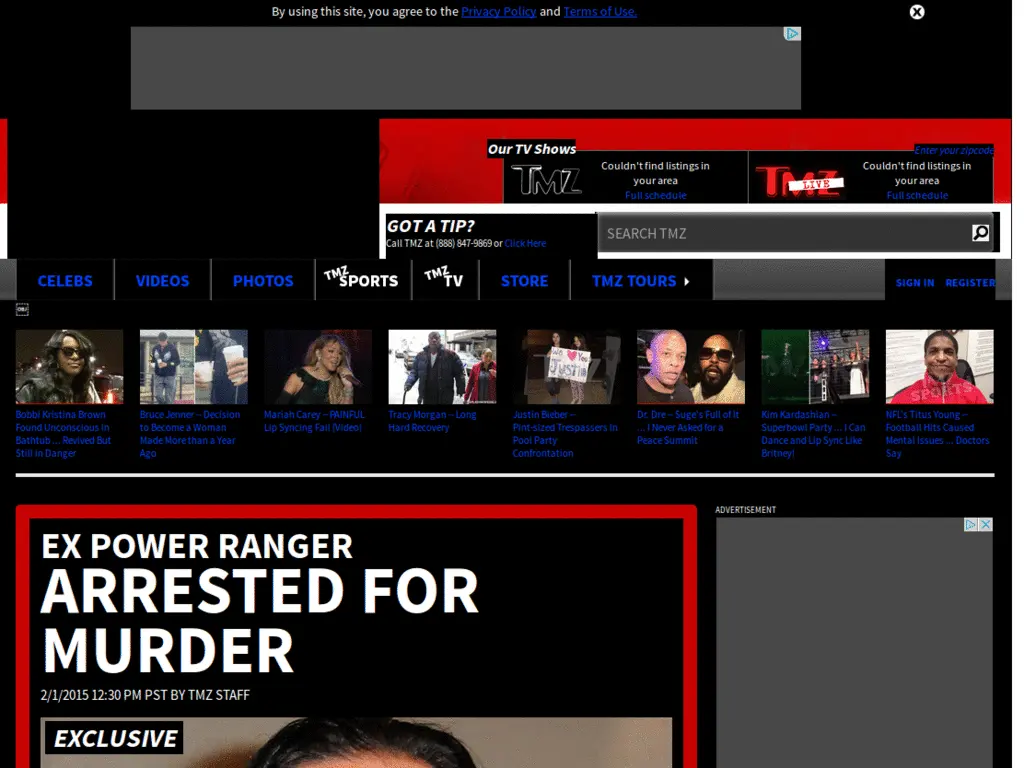 By using this site, you agree to the Privacy Policy and Terms of Use.
Our TV Shows
Enter your zipcode
TMZ
Couldn't find listings in
your area
Full schedule
TMZ
LIVE
Couldn't find listings in
your area
Full schedule
GOT A TIP?
Call TMZ at (888) 847-9869 or Click Here
SEARCH TMZ
CELEBS
VIDEOS
PHOTOS
TMZ SPORTS
TMZ TV
STORE
TMZ TOURS
SIGN IN
REGISTER
Bobbi Kristina Brown
Found Unconscious In
Bathtub ... Revived But
Still in Danger
Bruce Jenner -- Decision
to Become a Woman
Made More than a Year
Ago
Mariah Carey -- PAINFUL
Lip Syncing Fail (Video)
Tracy Morgan -- Long
Hard Recovery
We ❤ You
Justin
Justin Bieber --
Pint-sized Trespassers In
Pool Party
Confrontation
Dr. Dre -- Suge's Full of It
... I Never Asked for a
Peace Summit
Kim Kardashian --
Superbowl Party ... I Can
Dance and Lip Sync Like
Britney!
SPORTS
NFL's Titus Young --
Football Hits Caused
Mental Issues ... Doctors
Say
ADVERTISEMENT
EX POWER RANGER
ARRESTED FOR
MURDER
2/1/2015 12:30 PM PST BY TMZ STAFF
EXCLUSIVE